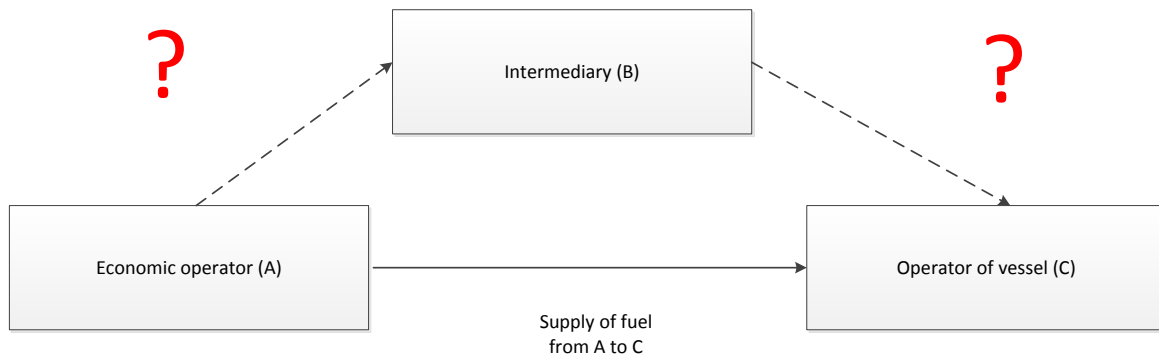 ?
Intermediary (B)
?
Economic operator (A)
Operator of vessel (C)
Supply of fuel
from A to C